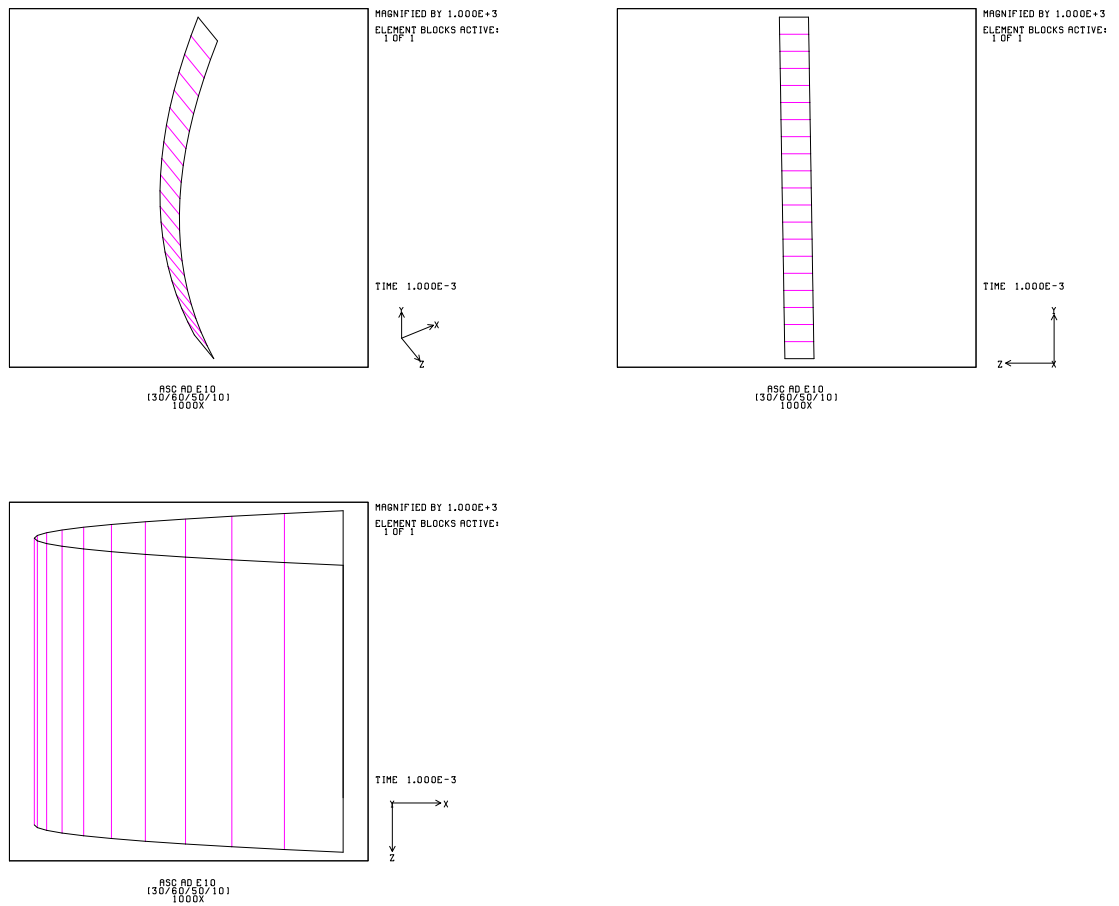 MAGNIFIED BY 1.000E+3
ELEMENT BLOCKS ACTIVE:
1 OF 1
TIME 1.000E-3
Y
X
Z
ASC AD E10
[30/60/50/10]
1000X
MAGNIFIED BY 1.000E+3
ELEMENT BLOCKS ACTIVE:
1 OF 1
TIME 1.000E-3
Y
Z
X
ASC AD E10
[30/60/50/10]
1000X
MAGNIFIED BY 1.000E+3
ELEMENT BLOCKS ACTIVE:
1 OF 1
TIME 1.000E-3
Y
X
Z
ASC AD E10
[30/60/50/10]
1000X